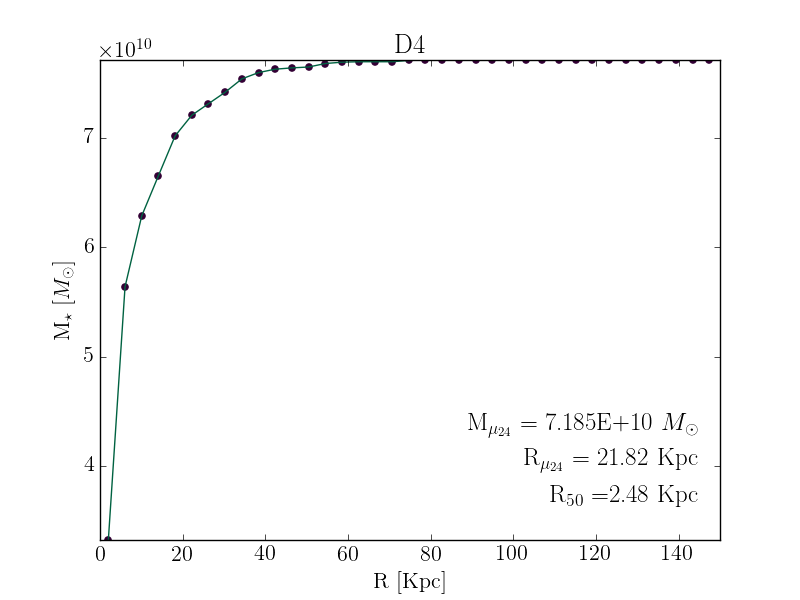 D4
×10¹⁰
7
6
5
4
M⋆ [M⊙]
M_μ₂₄ = 7.185E+10 M⊙
R_μ₂₄ = 21.82 Kpc
R₅₀ =2.48 Kpc
0 20 40 60 80 100 120 140
R [Kpc]